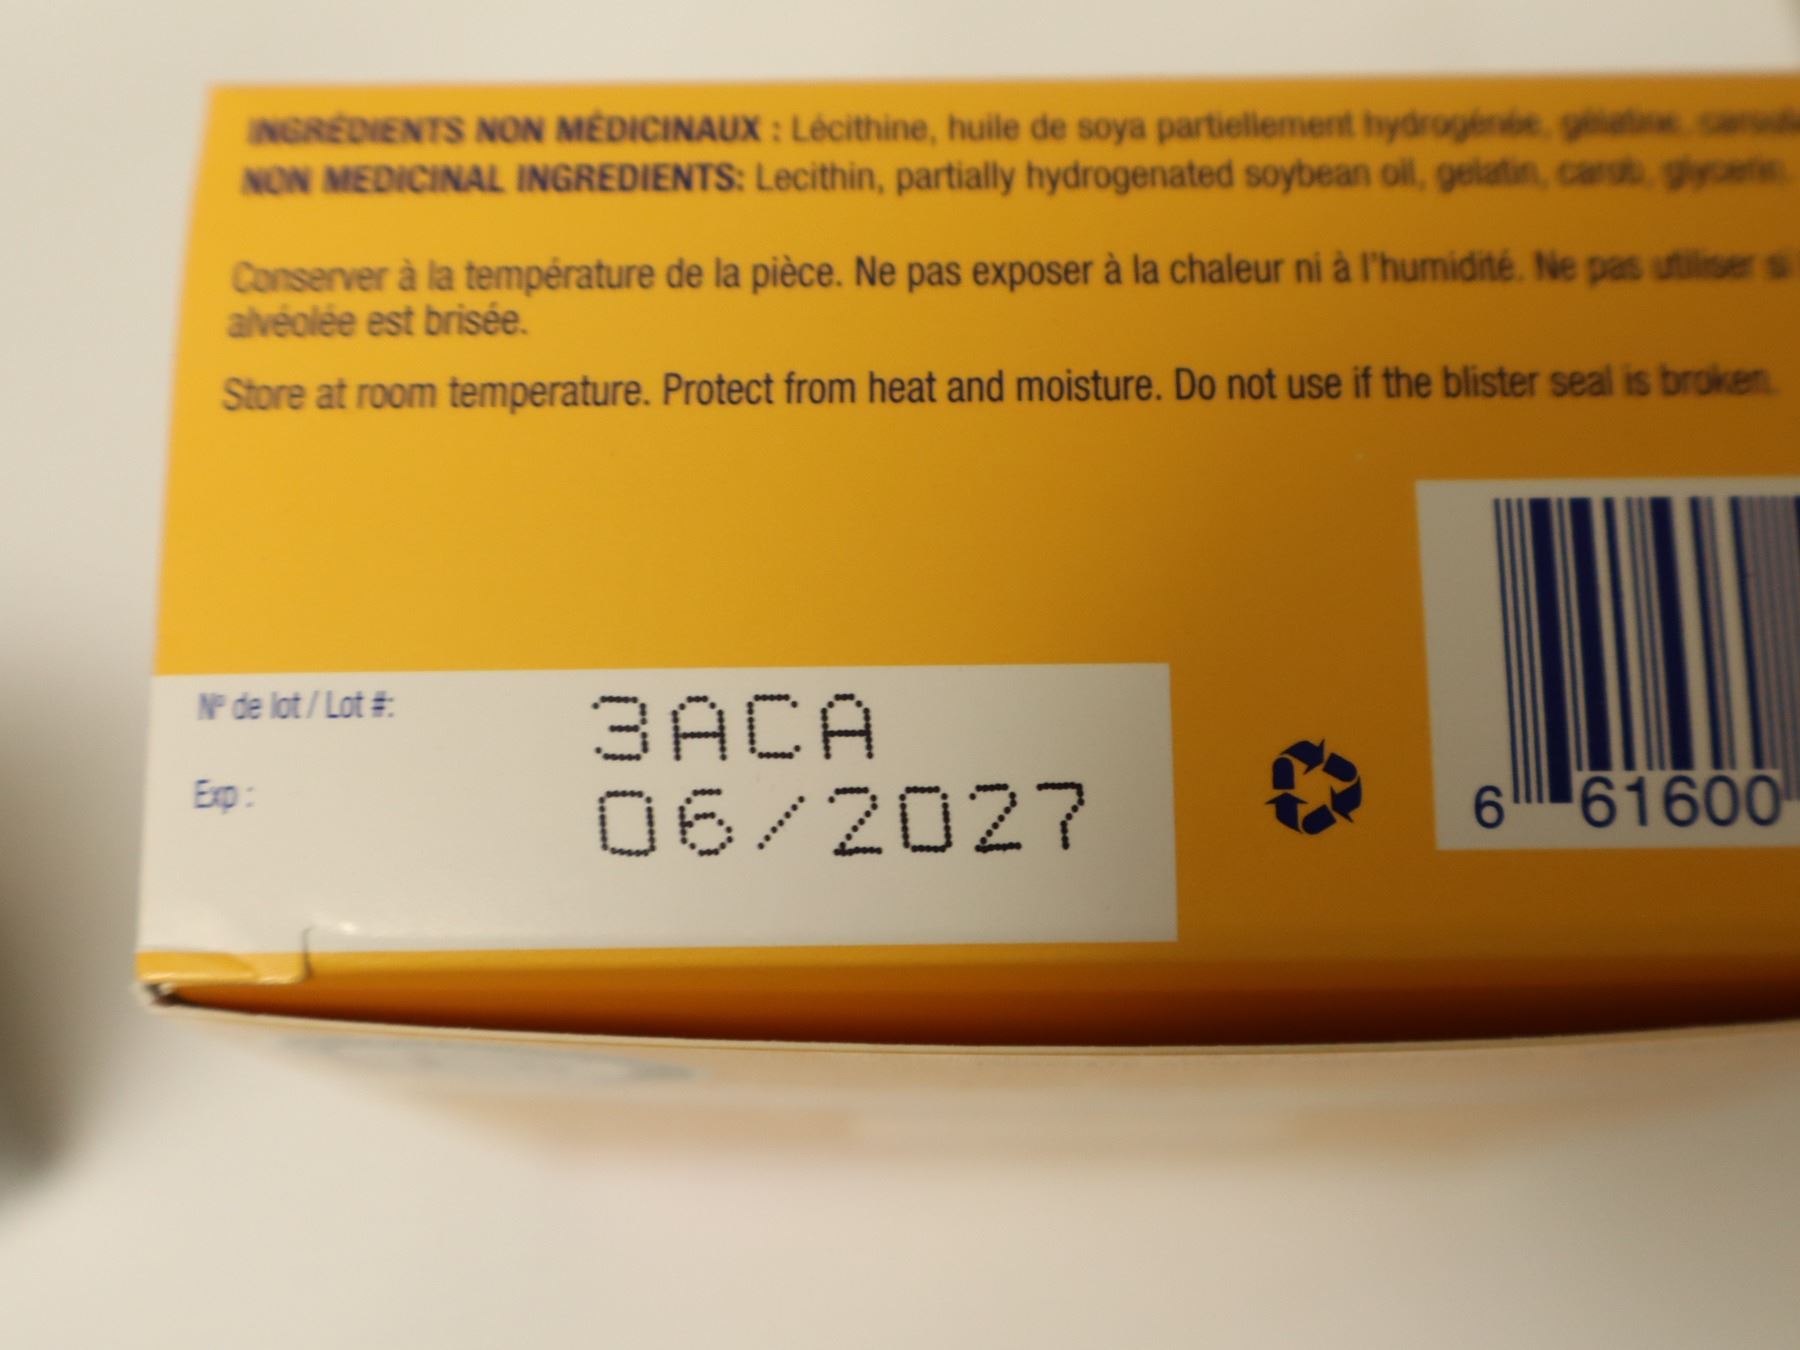 INGRÉDIENTS NON MÉDICINAUX : Lécithine, huile de soya partiellement hydrogénée, gélatine,
NON MEDICINAL INGREDIENTS: Lecithin, partially hydrogenated soybean oil, gelatin, carob, glycerin.
Conserver à la température de la pièce. Ne pas exposer à la chaleur ni à l'humidité. Ne pas utiliser si
alvéolée est brisée.
Store at room temperature. Protect from heat and moisture. Do not use if the blister seal is broken.
Nº de lot / Lot #: 3ACA
Exp : 06/2027
6 61600